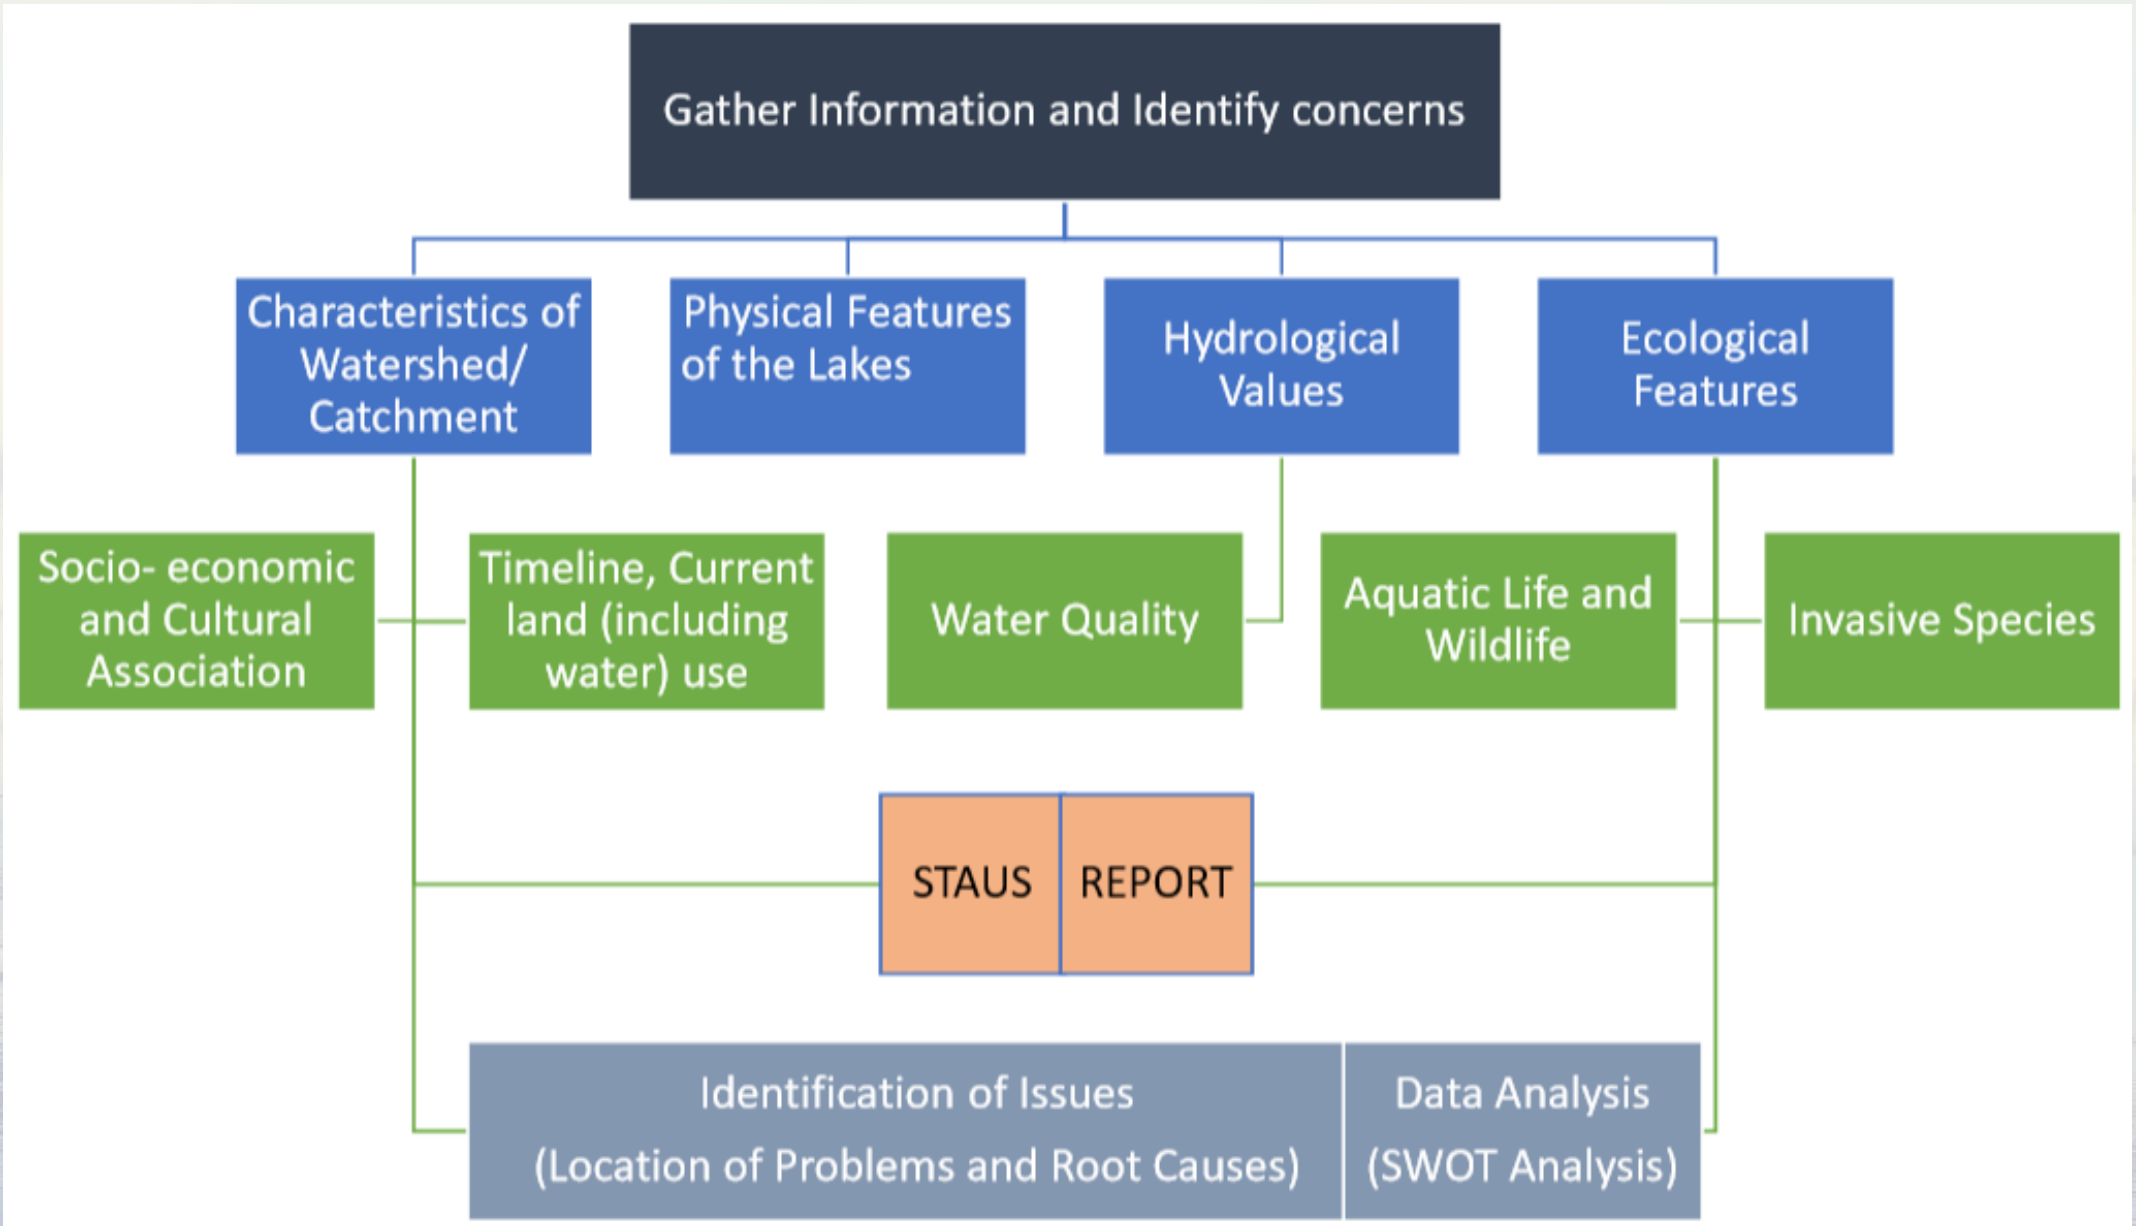 Gather Information and Identify concerns
Characteristics of
Watershed/
Catchment
Physical Features
of the Lakes
Hydrological
Values
Ecological
Features
Socio- economic
and Cultural
Association
Timeline, Current
land (including
water) use
Water Quality
Aquatic Life and
Wildlife
Invasive Species
STAUS
REPORT
Identification of Issues
(Location of Problems and Root Causes)
Data Analysis
(SWOT Analysis)